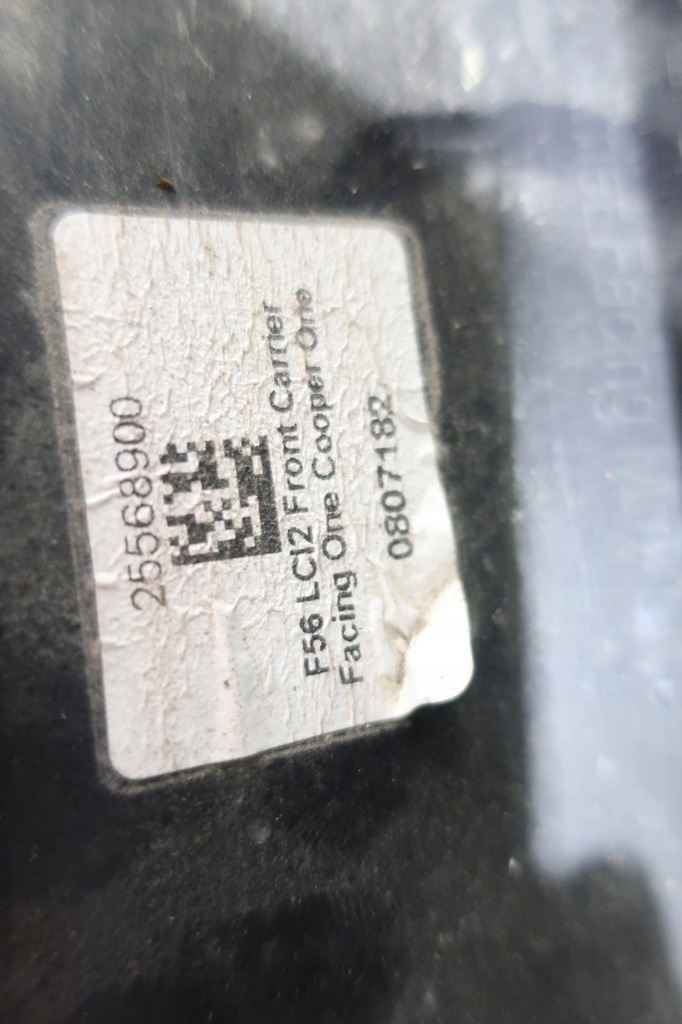 25568900
F56 LCI2 Front Carrier
Facing One Cooper One
0807182